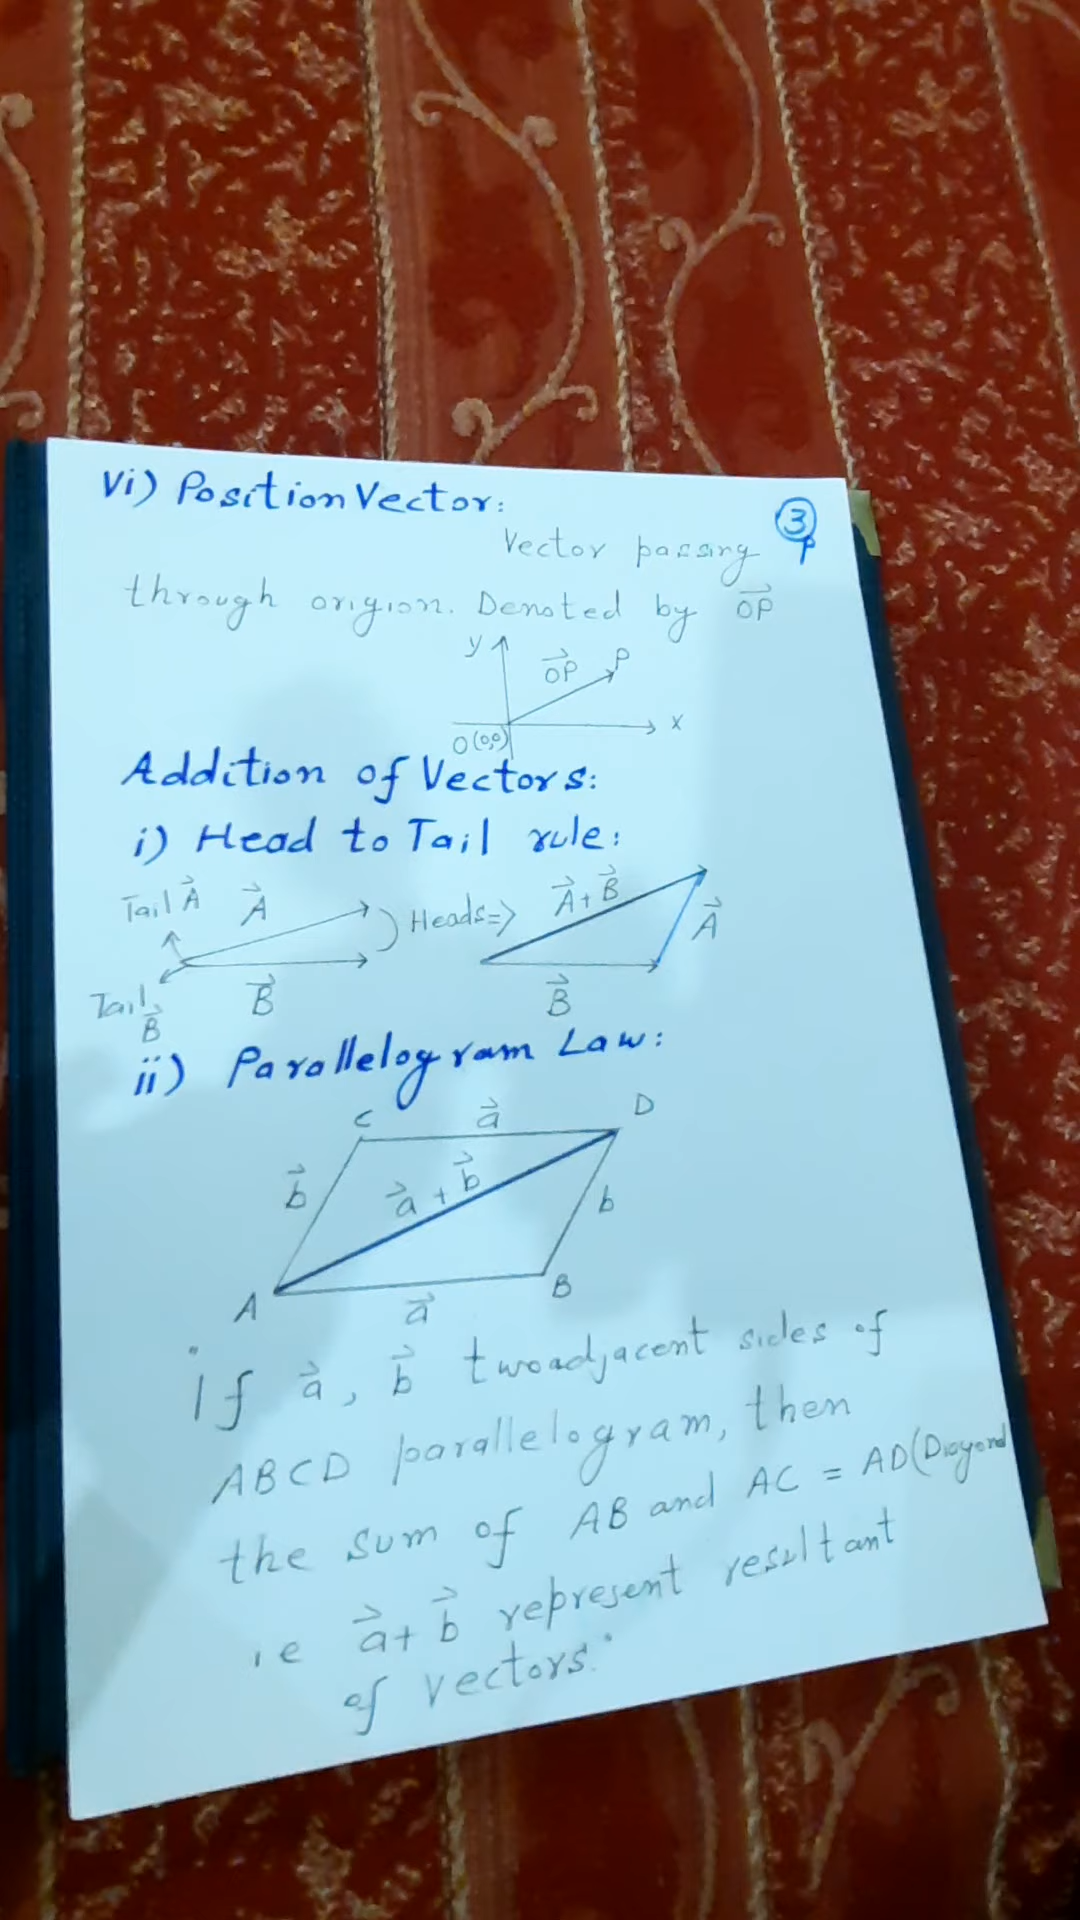 vi) Position Vector:
3
P
Vector passing
through origion. Denoted by OP
y
OP P
x
O(0,0)
Addition of Vectors:
i) Head to Tail rule:
Tail A A Heads=> A+B A
Tail B B B
ii) Parallelogram Law:
C a D
b a+b b
A a B
"If a, b twoadjacent sides of
ABCD parallelogram, then
the sum of AB and AC = AD(Diagonal
ie a+b represent resultant
of vectors."